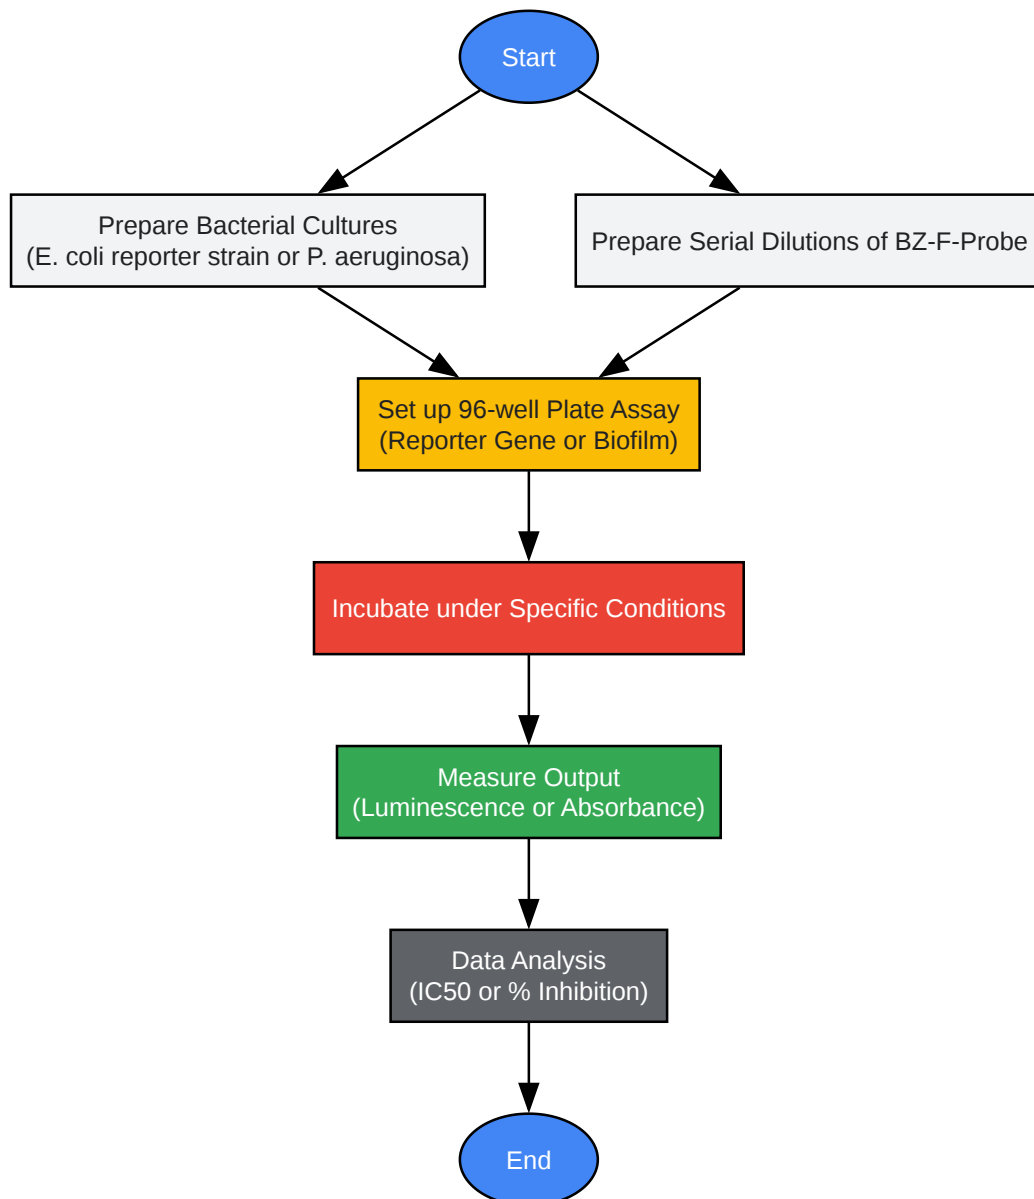 Start
Prepare Bacterial Cultures
(E. coli reporter strain or P. aeruginosa)
Prepare Serial Dilutions of BZ-F-Probe
Set up 96-well Plate Assay
(Reporter Gene or Biofilm)
Incubate under Specific Conditions
Measure Output
(Luminescence or Absorbance)
Data Analysis
(IC50 or % Inhibition)
End